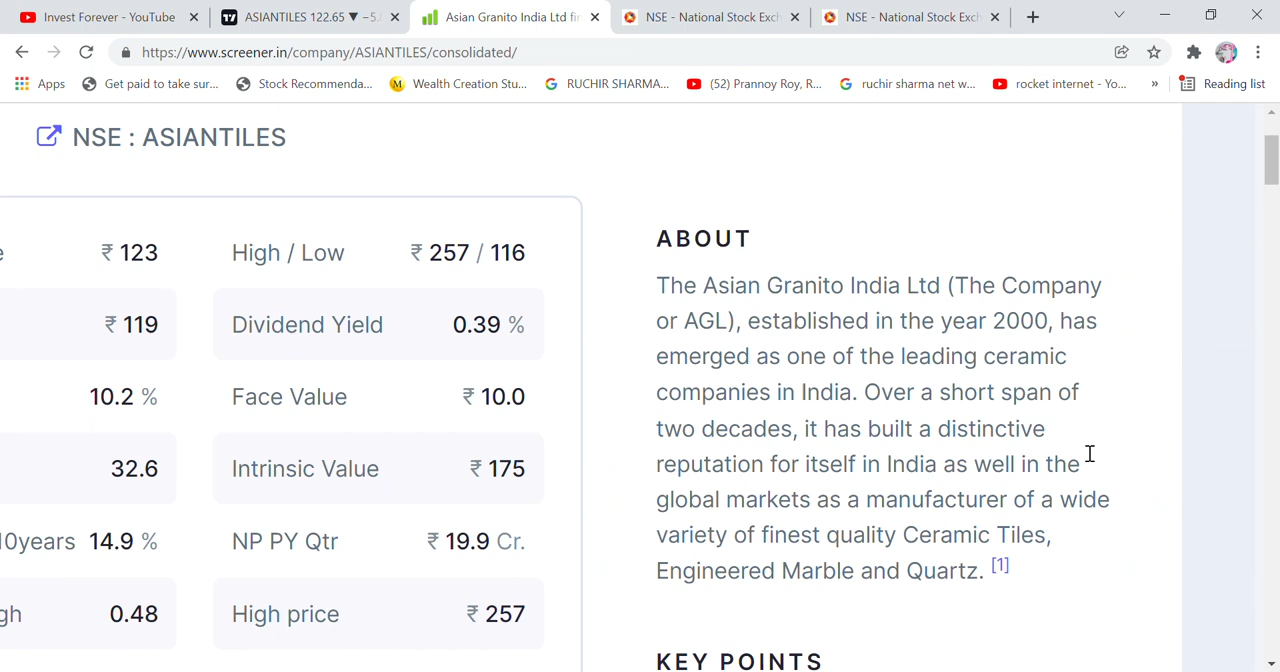 Invest Forever - YouTube
ASIANTILES 122.65 ▼ −5.
Asian Granito India Ltd fin
NSE - National Stock Exch
NSE - National Stock Exch
https://www.screener.in/company/ASIANTILES/consolidated/
Apps
Get paid to take sur...
Stock Recommenda...
M Wealth Creation Stu...
G RUCHIR SHARMA...
(52) Prannoy Roy, R...
G ruchir sharma net w...
rocket internet - Yo...
»
Reading list
NSE : ASIANTILES
e ₹ 123 High / Low ₹ 257 / 116
₹ 119 Dividend Yield 0.39 %
10.2 % Face Value ₹ 10.0
32.6 Intrinsic Value ₹ 175
10years 14.9 % NP PY Qtr ₹ 19.9 Cr.
gh 0.48 High price ₹ 257
ABOUT
The Asian Granito India Ltd (The Company
or AGL), established in the year 2000, has
emerged as one of the leading ceramic
companies in India. Over a short span of
two decades, it has built a distinctive
reputation for itself in India as well in the
global markets as a manufacturer of a wide
variety of finest quality Ceramic Tiles,
Engineered Marble and Quartz. [1]
KEY POINTS